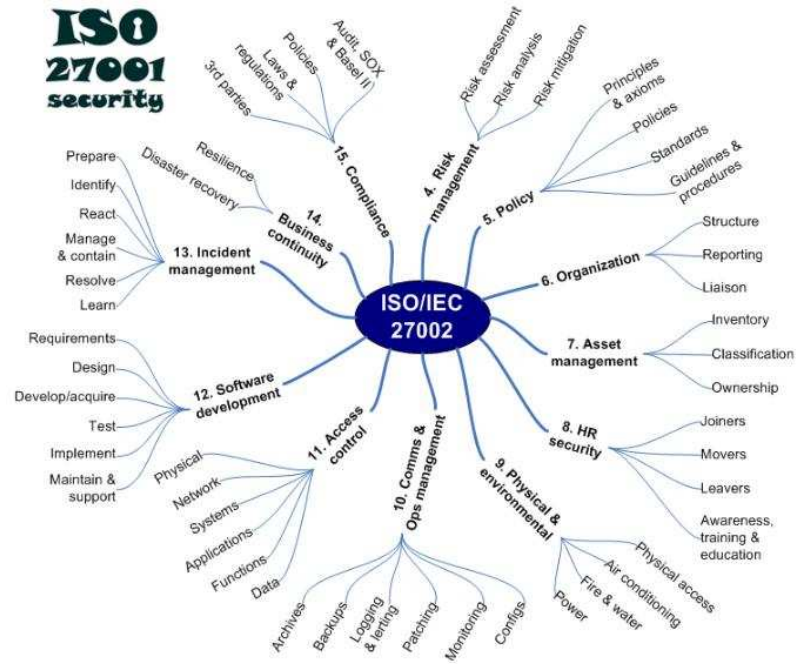 ISO
27001
security
ISO/IEC
27002
4. Risk
management
Risk assessment
Risk analysis
Risk mitigation
5. Policy
Principles
& axioms
Policies
Standards
Guidelines &
procedures
6. Organization
Structure
Reporting
Liaison
7. Asset
management
Inventory
Classification
Ownership
8. HR
security
Joiners
Movers
Leavers
Awareness,
training &
education
9. Physical &
environmental
Physical access
Air conditioning
Fire & water
Power
10. Comms &
Ops management
Configs
Monitoring
Patching
Logging
& lerting
Backups
Archives
11. Access
control
Physical
Network
Systems
Applications
Functions
Data
12. Software
development
Requirements
Design
Develop/acquire
Test
Implement
Maintain &
support
13. Incident
management
Prepare
Identify
React
Manage
& contain
Resolve
Learn
14.
Business
continuity
Resilience
Disaster recovery
15. Compliance
3rd parties
Laws &
regulations
Policies
Audit, SOX
& Basel II